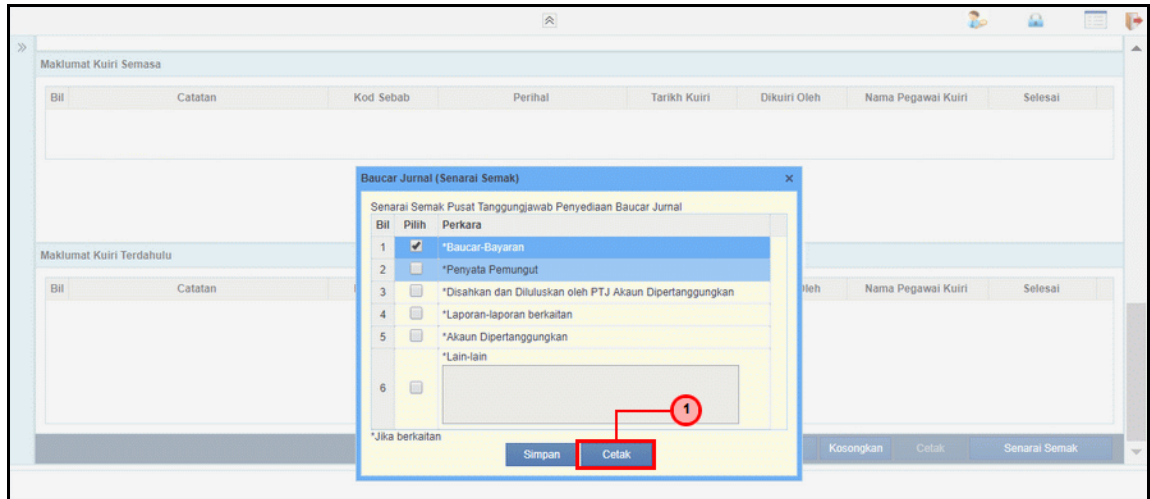 Maklumat Kuiri Semasa
Bil Catatan Kod Sebab Perihal Tarikh Kuiri Dikuiri Oleh Nama Pegawai Kuiri Selesai
Baucar Jurnal (Senarai Semak)
Senarai Semak Pusat Tanggungjawab Penyediaan Baucar Jurnal
Bil Pilih Perkara
1 *Baucar-Bayaran
2 *Penyata Pemungut
3 *Disahkan dan Diluluskan oleh PTJ Akaun Dipertanggungkan
4 *Laporan-laporan berkaitan
5 *Akaun Dipertanggungkan
6 *Lain-lain
1
*Jika berkaitan
Simpan Cetak
Maklumat Kuiri Terdahulu
Bil Catatan Nama Pegawai Kuiri Selesai
Kosongkan Cetak Senarai Semak